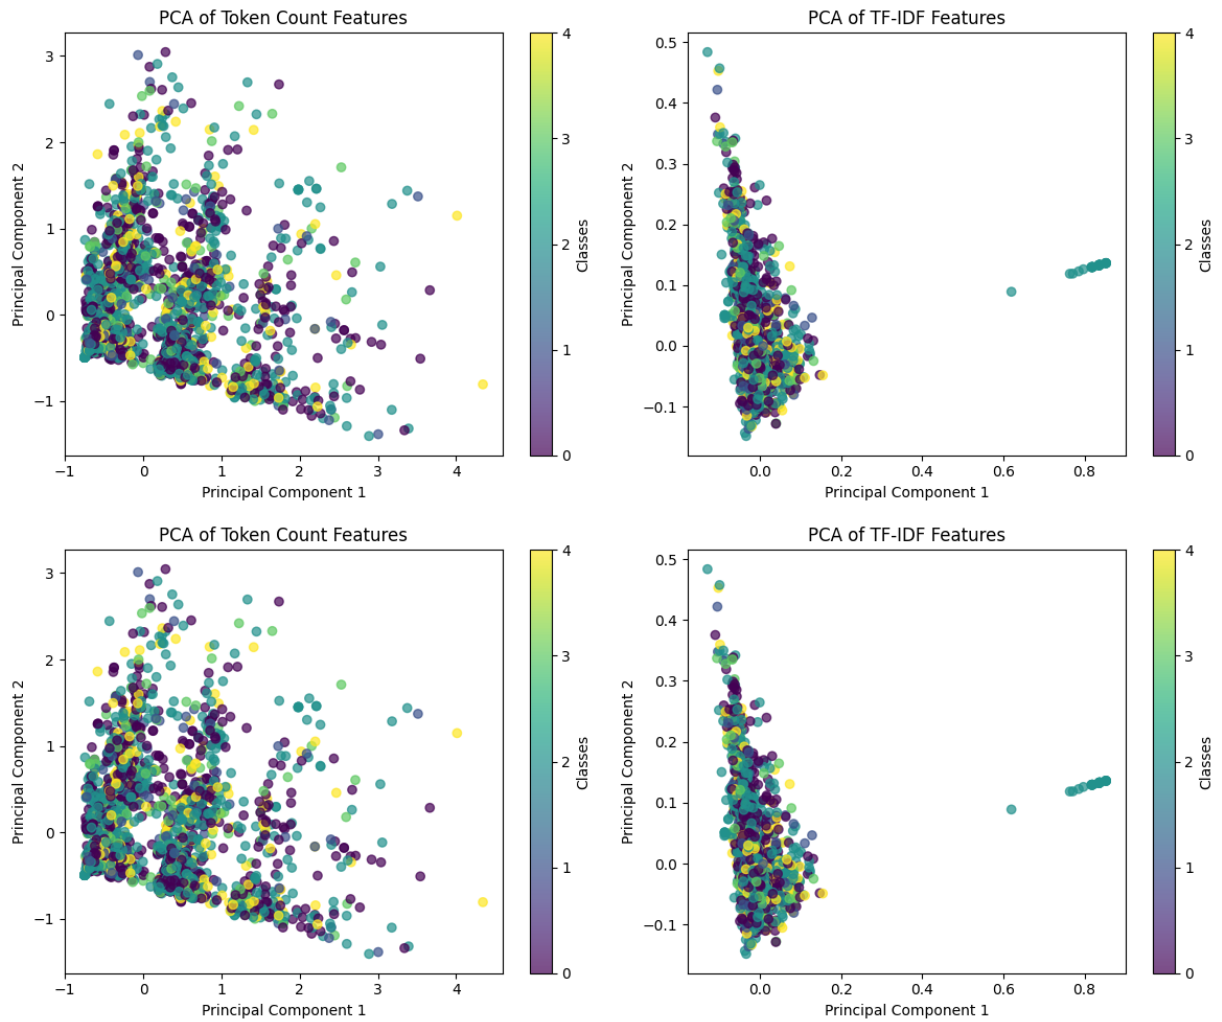 PCA of Token Count Features
3
2
1
0
−1
Principal Component 2
−1 0 1 2 3 4
Principal Component 1
4
3
2
1
0
Classes
PCA of TF-IDF Features
0.5
0.4
0.3
0.2
0.1
0.0
−0.1
Principal Component 2
0.0 0.2 0.4 0.6 0.8
Principal Component 1
4
3
2
1
0
Classes
PCA of Token Count Features
3
2
1
0
−1
Principal Component 2
−1 0 1 2 3 4
Principal Component 1
4
3
2
1
0
Classes
PCA of TF-IDF Features
0.5
0.4
0.3
0.2
0.1
0.0
−0.1
Principal Component 2
0.0 0.2 0.4 0.6 0.8
Principal Component 1
4
3
2
1
0
Classes